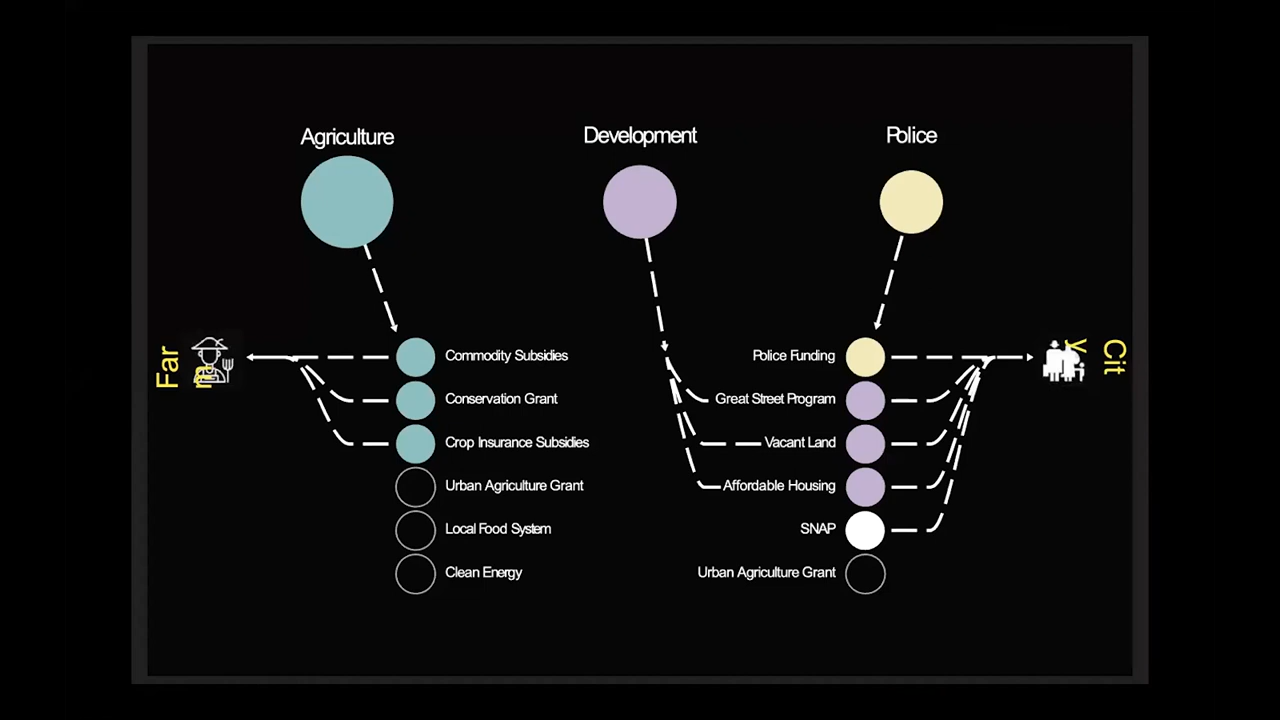 Agriculture
Development
Police
Far
m
Cit
y
Commodity Subsidies
Conservation Grant
Crop Insurance Subsidies
Urban Agriculture Grant
Local Food System
Clean Energy
Police Funding
Great Street Program
Vacant Land
Affordable Housing
SNAP
Urban Agriculture Grant